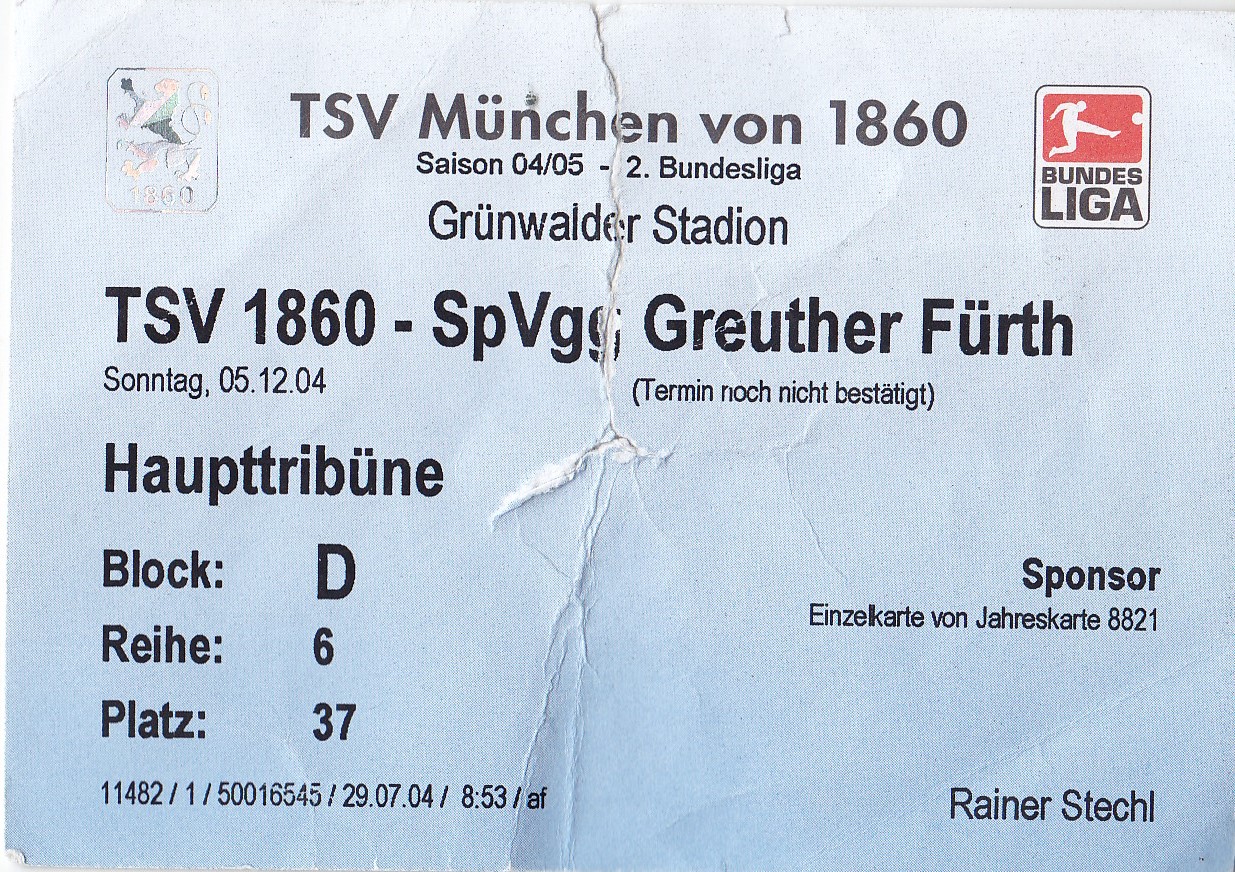 TSV München von 1860
Saison 04/05 - 2. Bundesliga
Grünwalder Stadion
1860
BUNDES
LIGA
TSV 1860 - SpVgg Greuther Fürth
Sonntag, 05.12.04
(Termin noch nicht bestätigt)
Haupttribüne
Block: D
Reihe: 6
Platz: 37
Sponsor
Einzelkarte von Jahreskarte 8821
11482 / 1 / 50016545 / 29.07.04 / 8:53 / af
Rainer Stechl